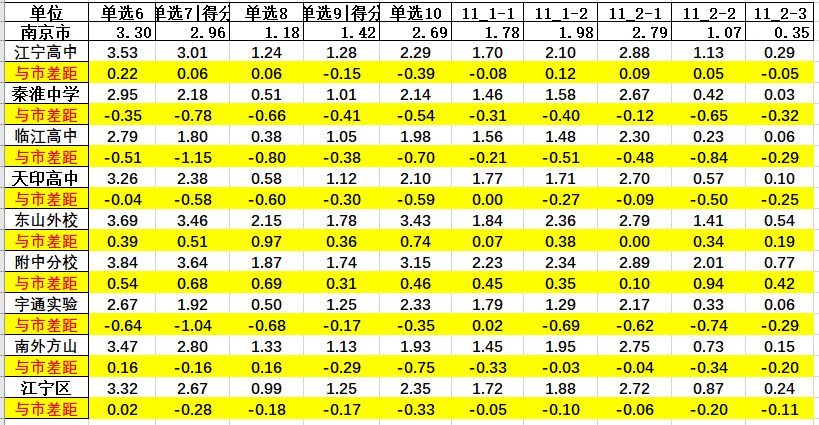 单位 单选6 单选7|得分 单选8 单选9|得分 单选10 11_1-1 11_1-2 11_2-1 11_2-2 11_2-3
南京市 3.30 2.96 1.18 1.42 2.69 1.78 1.98 2.79 1.07 0.35
江宁高中 3.53 3.01 1.24 1.28 2.29 1.70 2.10 2.88 1.13 0.29
与市差距 0.22 0.06 0.06 -0.15 -0.39 -0.08 0.12 0.09 0.05 -0.05
秦淮中学 2.95 2.18 0.51 1.01 2.14 1.46 1.58 2.67 0.42 0.03
与市差距 -0.35 -0.78 -0.66 -0.41 -0.54 -0.31 -0.40 -0.12 -0.65 -0.32
临江高中 2.79 1.80 0.38 1.05 1.98 1.56 1.48 2.30 0.23 0.06
与市差距 -0.51 -1.15 -0.80 -0.38 -0.70 -0.21 -0.51 -0.48 -0.84 -0.29
天印高中 3.26 2.38 0.58 1.12 2.10 1.77 1.71 2.70 0.57 0.10
与市差距 -0.04 -0.58 -0.60 -0.30 -0.59 0.00 -0.27 -0.09 -0.50 -0.25
东山外校 3.69 3.46 2.15 1.78 3.43 1.84 2.36 2.79 1.41 0.54
与市差距 0.39 0.51 0.97 0.36 0.74 0.07 0.38 0.00 0.34 0.19
附中分校 3.84 3.64 1.87 1.74 3.15 2.23 2.34 2.89 2.01 0.77
与市差距 0.54 0.68 0.69 0.31 0.46 0.45 0.35 0.10 0.94 0.42
宇通实验 2.67 1.92 0.50 1.25 2.33 1.79 1.29 2.17 0.33 0.06
与市差距 -0.64 -1.04 -0.68 -0.17 -0.35 0.02 -0.69 -0.62 -0.74 -0.29
南外方山 3.47 2.80 1.33 1.13 1.93 1.45 1.95 2.75 0.73 0.15
与市差距 0.16 -0.16 0.16 -0.29 -0.75 -0.33 -0.03 -0.04 -0.34 -0.20
江宁区 3.32 2.67 0.99 1.25 2.35 1.72 1.88 2.72 0.87 0.24
与市差距 0.02 -0.28 -0.18 -0.17 -0.33 -0.05 -0.10 -0.06 -0.20 -0.11